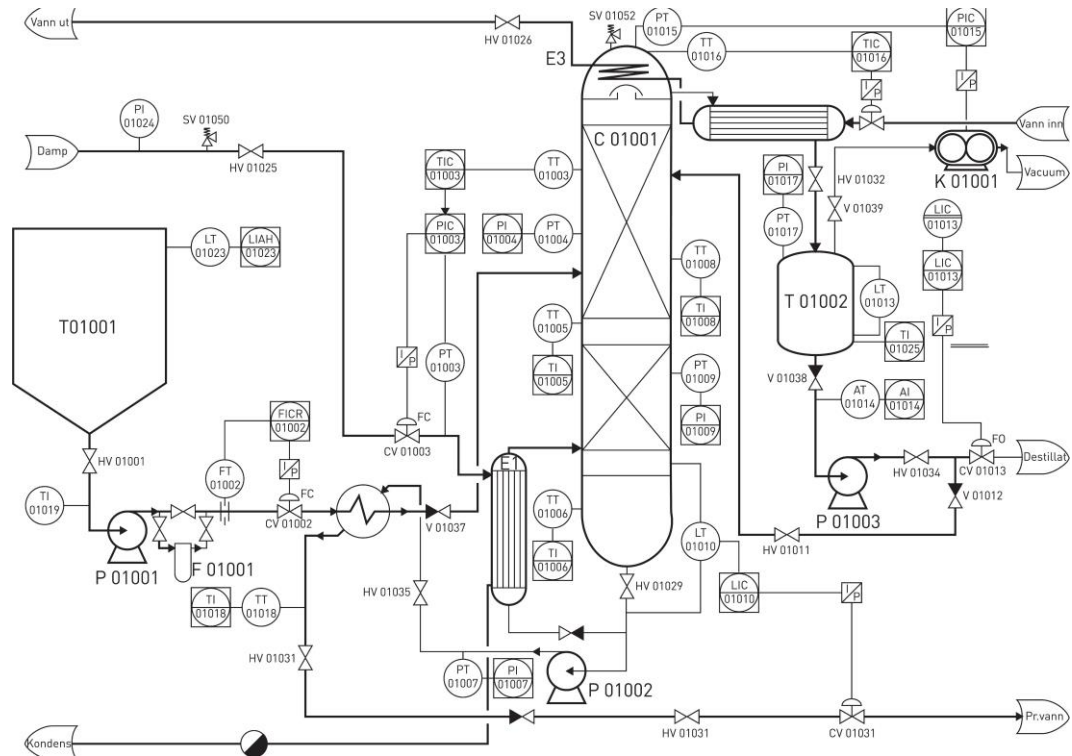 Vann ut
HV 01026
SV 01052
PT
01015
PIC
01015
TT
01016
TIC
01016
E3
I
P
I
P
PI
01024
SV 01050
Damp
HV 01025
C 01001
Vann inn
K 01001
Vacuum
TIC
01003
TT
01003
PI
01017
HV 01032
V 01039
PT
01017
LIC
01013
LIC
01013
PIC
01003
PI
01004
PT
01004
LT
01023
LIAH
01023
TT
01008
TI
01008
T 01002
LT
01013
TI
01025
I
P
T01001
TT
01005
TI
01005
I
P
PT
01003
PT
01009
PI
01009
V 01038
AT
01014
AI
01014
FC
CV 01003
FICR
01002
HV 01001
FT
01002
I
P
FC
CV 01002
E1
FO
Destillat
HV 01034
CV 01013
V 01012
TI
01019
V 01037
TT
01006
TI
01006
P 01003
HV 01011
P 01001
F 01001
LT
01010
HV 01029
LIC
01010
I
P
HV 01035
TI
01018
TT
01018
HV 01031
PT
01007
PI
01007
P 01002
HV 01031
CV 01031
Pr.vann
Kondens